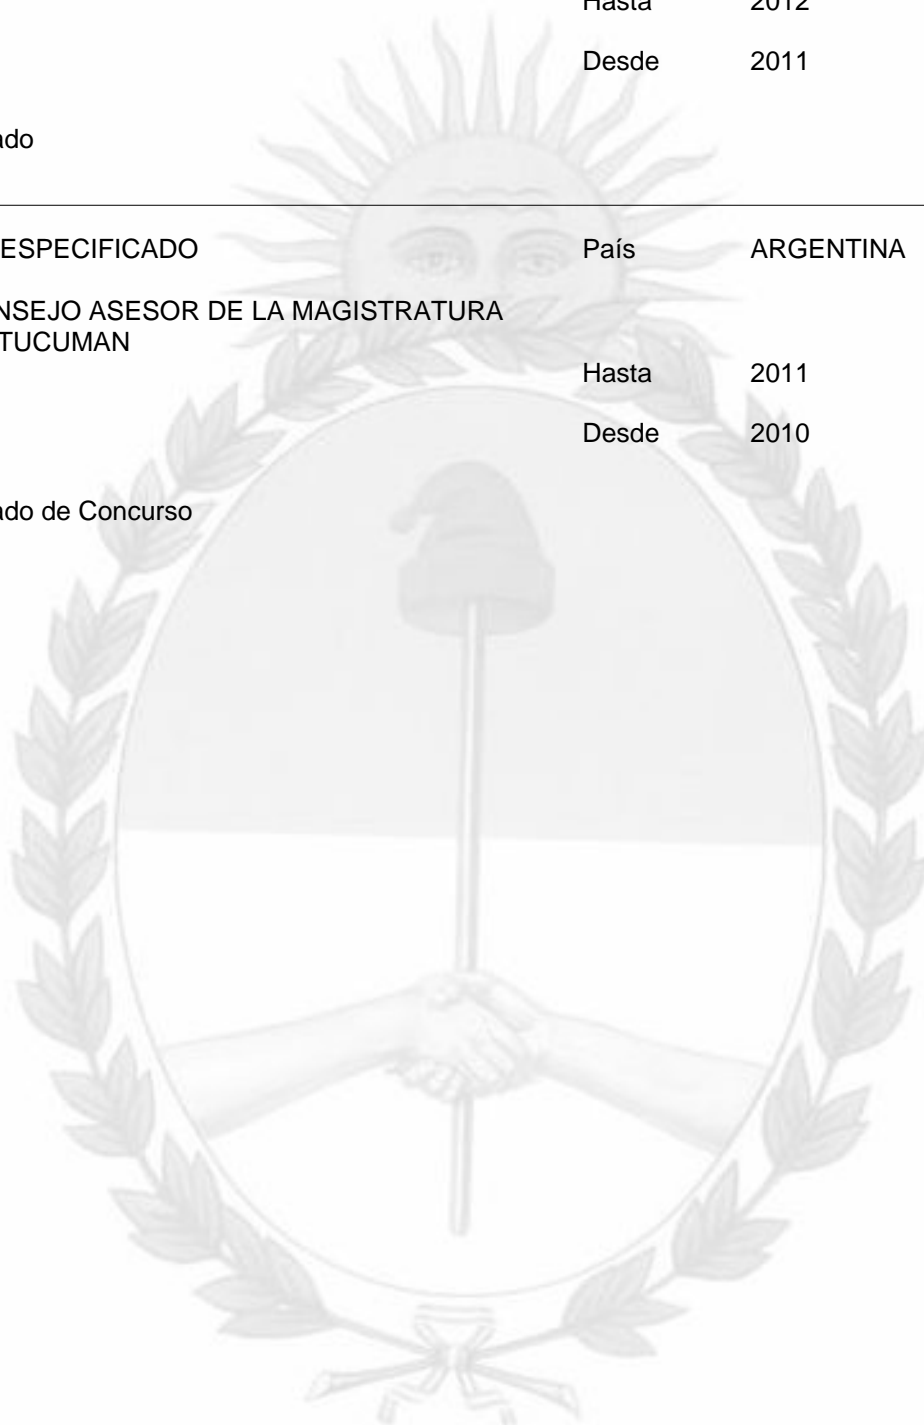 Hasta 2012
Desde 2011
ado
ESPECIFICADO País ARGENTINA
NSEJO ASESOR DE LA MAGISTRATURA
TUCUMAN
Hasta 2011
Desde 2010
ado de Concurso